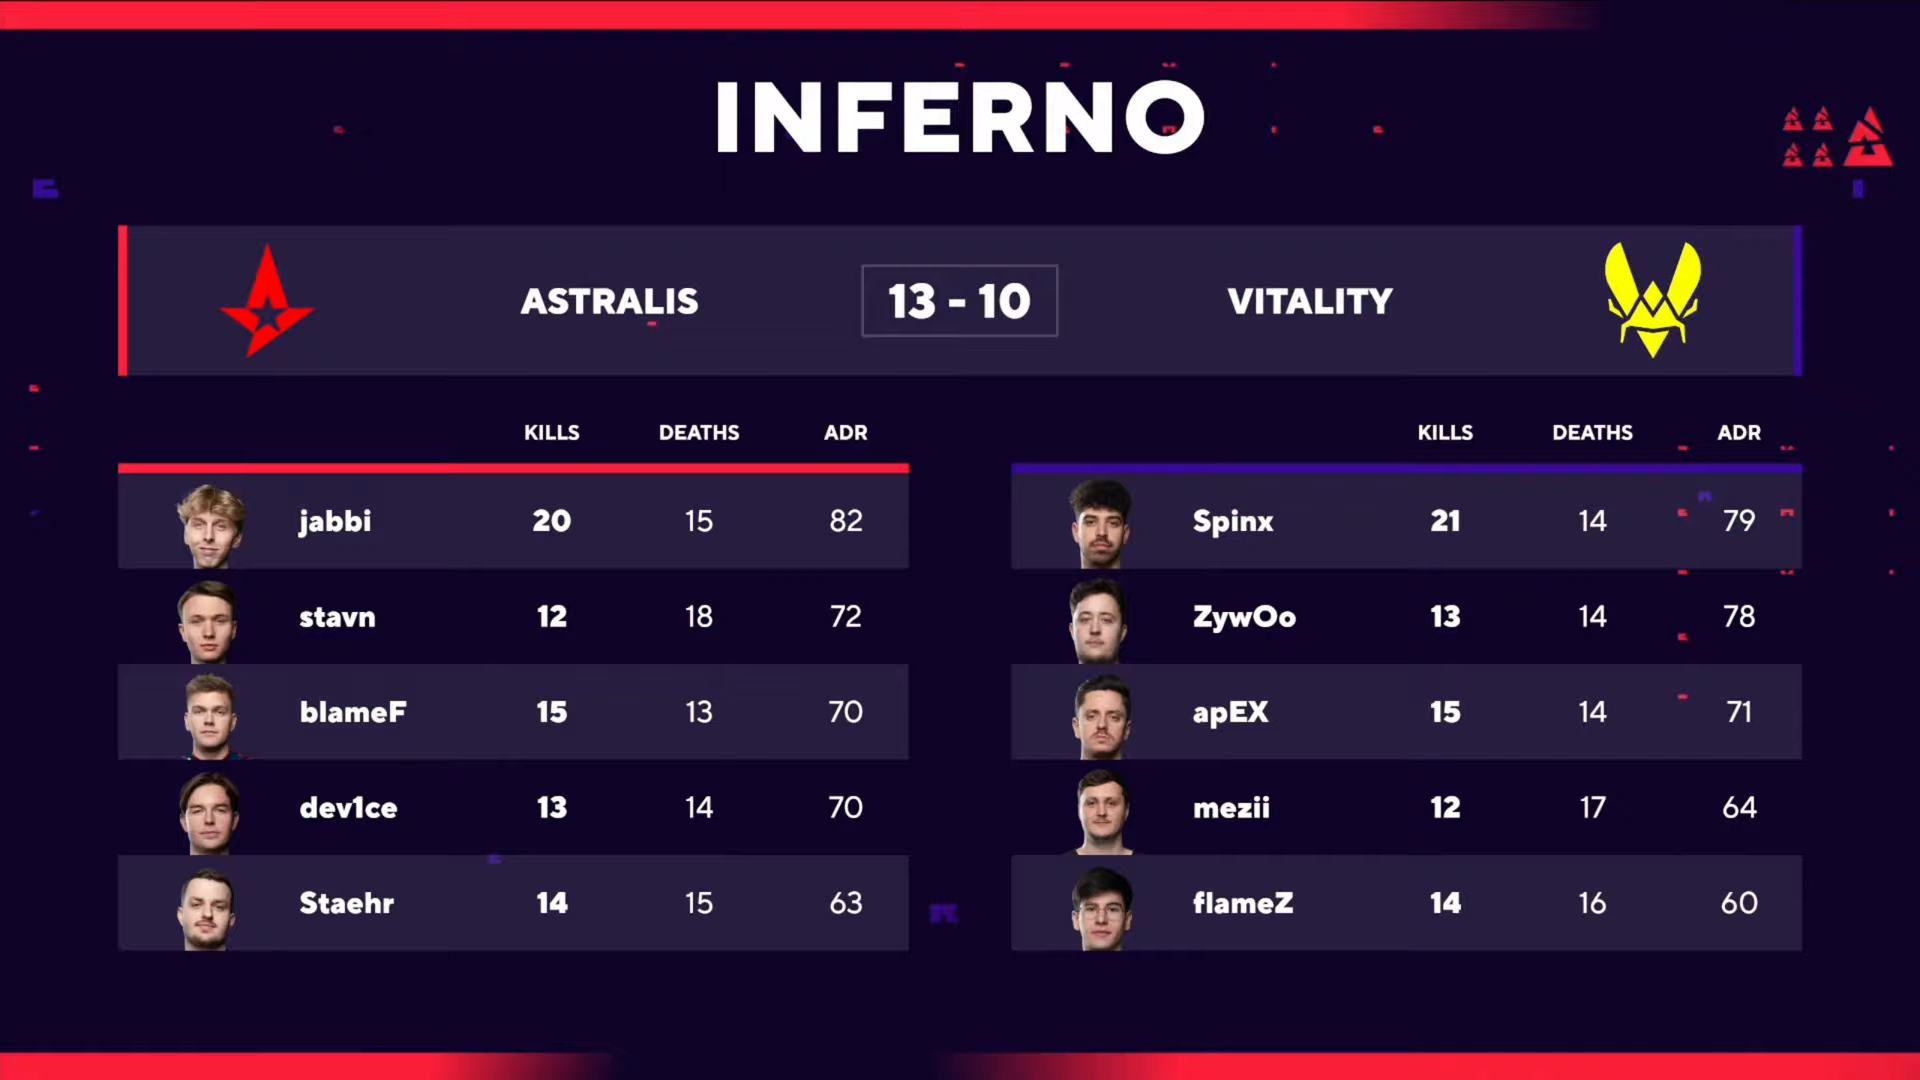 INFERNO
ASTRALIS 13 - 10 VITALITY
KILLS DEATHS ADR
jabbi 20 15 82
stavn 12 18 72
blameF 15 13 70
dev1ce 13 14 70
Staehr 14 15 63
KILLS DEATHS ADR
Spinx 21 14 79
ZywOo 13 14 78
apEX 15 14 71
mezii 12 17 64
flameZ 14 16 60